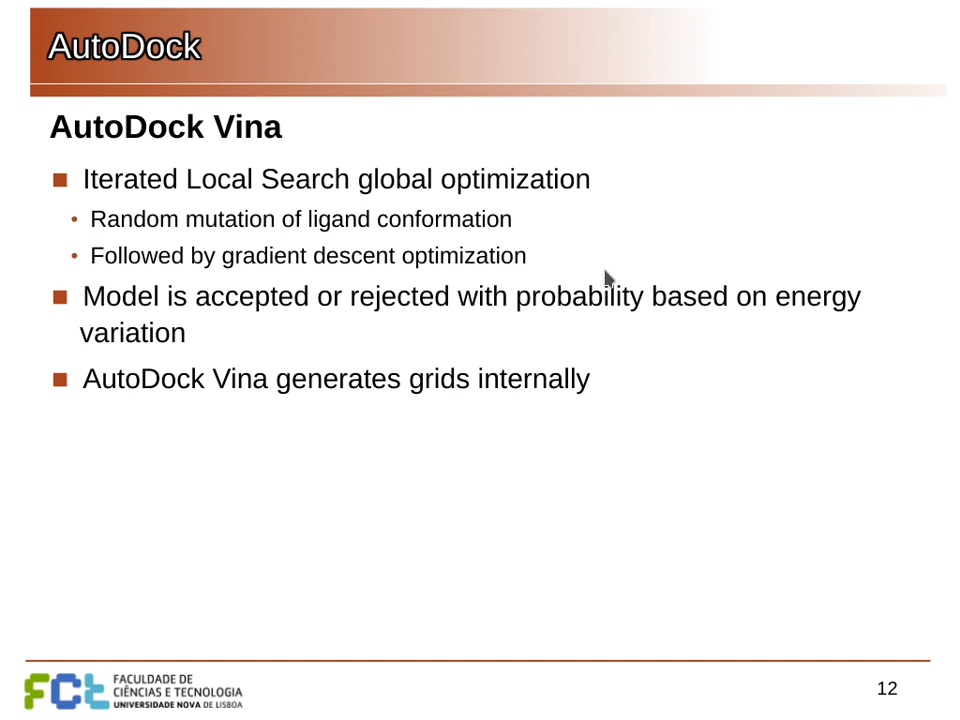 AutoDock
AutoDock Vina
Iterated Local Search global optimization
Random mutation of ligand conformation
Followed by gradient descent optimization
Model is accepted or rejected with probability based on energy
variation
AutoDock Vina generates grids internally
FCt
FACULDADE DE
CIÊNCIAS E TECNOLOGIA
UNIVERSIDADE NOVA DE LISBOA
12